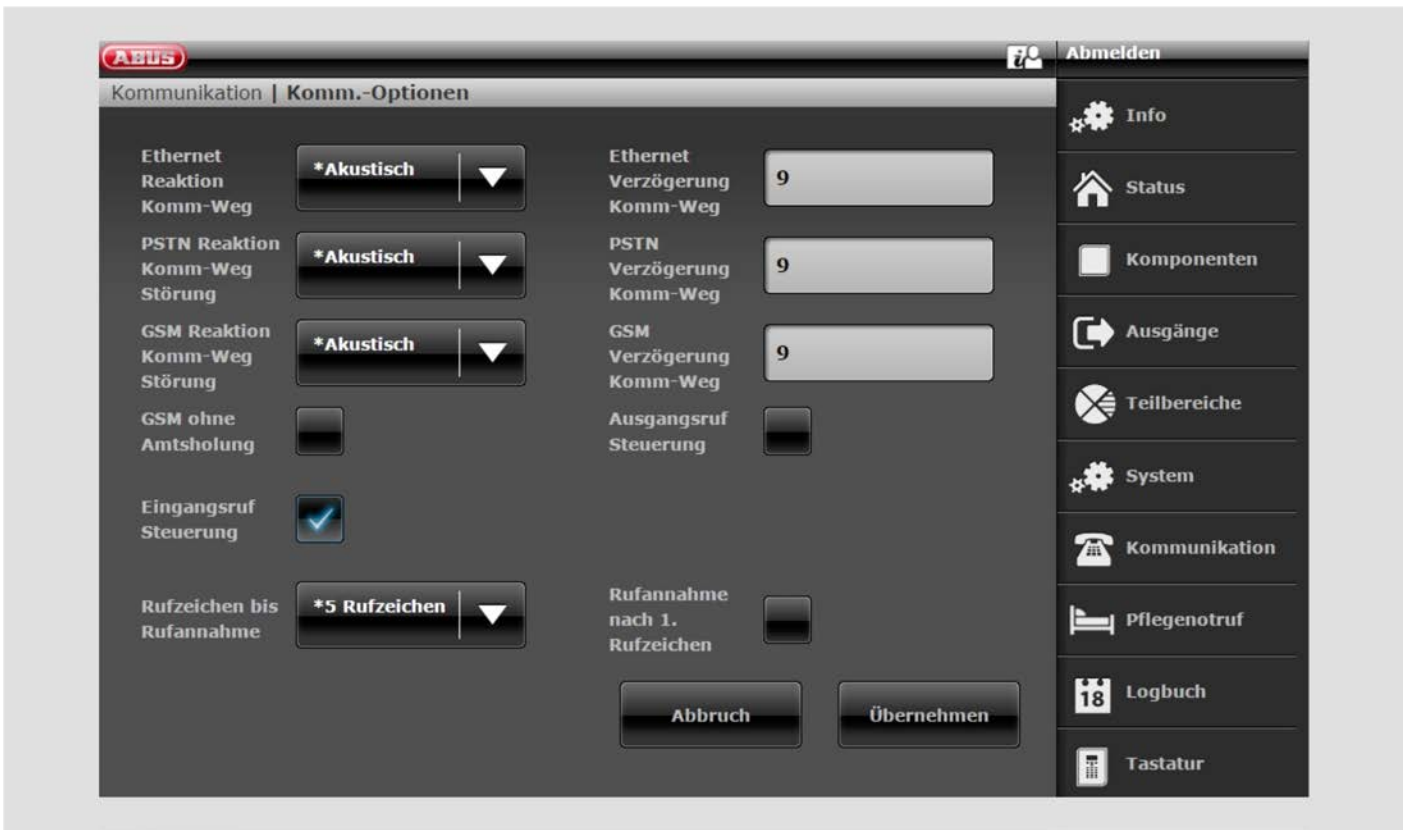 ABUS
Abmelden
Kommunikation | Komm.-Optionen
Ethernet
Reaktion
Komm-Weg
*Akustisch
Ethernet
Verzögerung
Komm-Weg
9
PSTN Reaktion
Komm-Weg
Störung
*Akustisch
PSTN
Verzögerung
Komm-Weg
9
GSM Reaktion
Komm-Weg
Störung
*Akustisch
GSM
Verzögerung
Komm-Weg
9
GSM ohne
Amtsholung
Ausgangsruf
Steuerung
Eingangsruf
Steuerung
Rufzeichen bis
Rufannahme
*5 Rufzeichen
Rufannahme
nach 1.
Rufzeichen
Abbruch
Übernehmen
Info
Status
Komponenten
Ausgänge
Teilbereiche
System
Kommunikation
Pflegenotruf
18
Logbuch
Tastatur